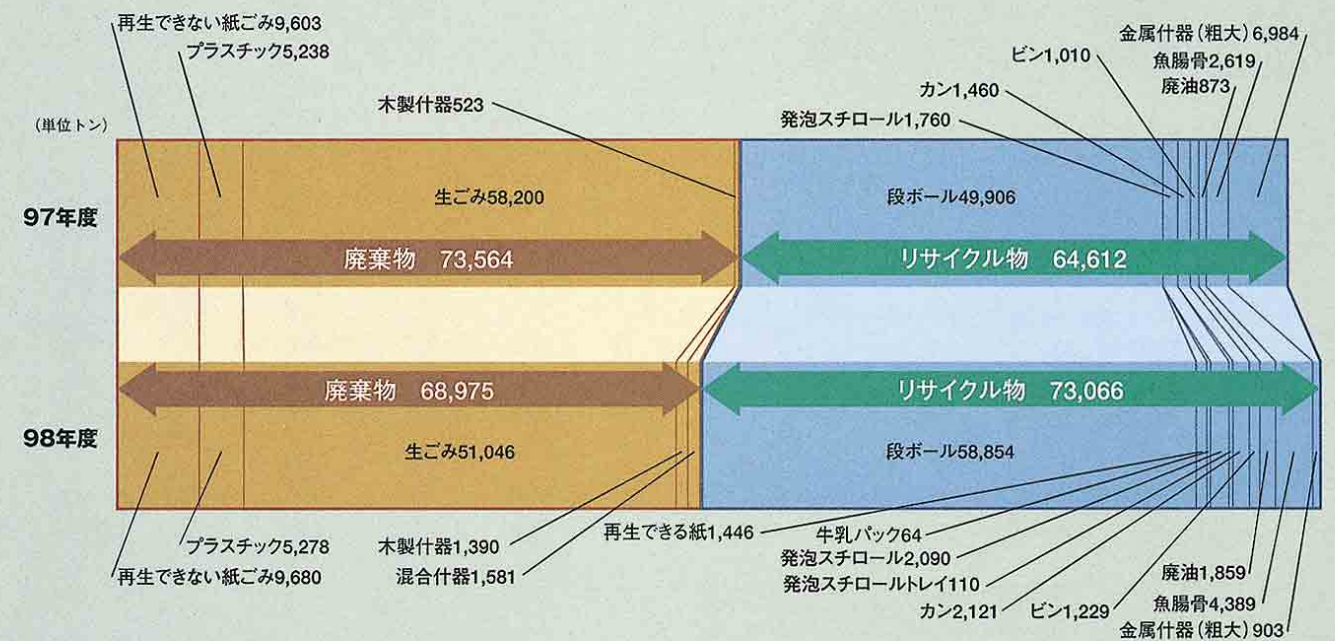 再生できない紙ごみ9,603
プラスチック5,238
木製什器523
金属什器(粗大)6,984
ビン1,010
魚腸骨2,619
カン1,460
廃油873
発泡スチロール1,760
(単位トン)
97年度
生ごみ58,200
段ボール49,906
廃棄物 73,564
リサイクル物 64,612
98年度
廃棄物 68,975
リサイクル物 73,066
生ごみ51,046
段ボール58,854
プラスチック5,278
再生できない紙ごみ9,680
木製什器1,390
混合什器1,581
再生できる紙1,446
牛乳パック64
発泡スチロール2,090
発泡スチロールトレイ110
カン2,121
ビン1,229
廃油1,859
魚腸骨4,389
金属什器(粗大)903